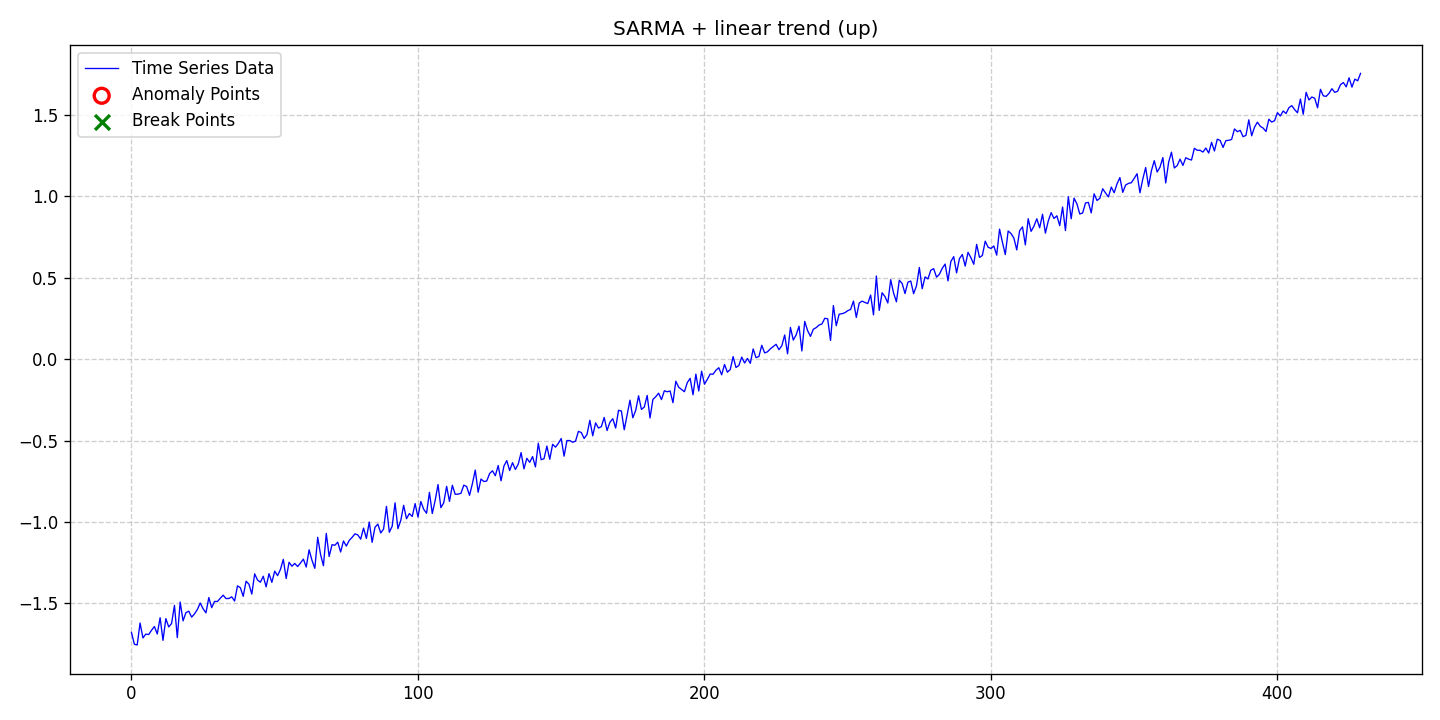 SARMA + linear trend (up)
Time Series Data
Anomaly Points
Break Points
1.5
1.0
0.5
0.0
−0.5
−1.0
−1.5
0 100 200 300 400